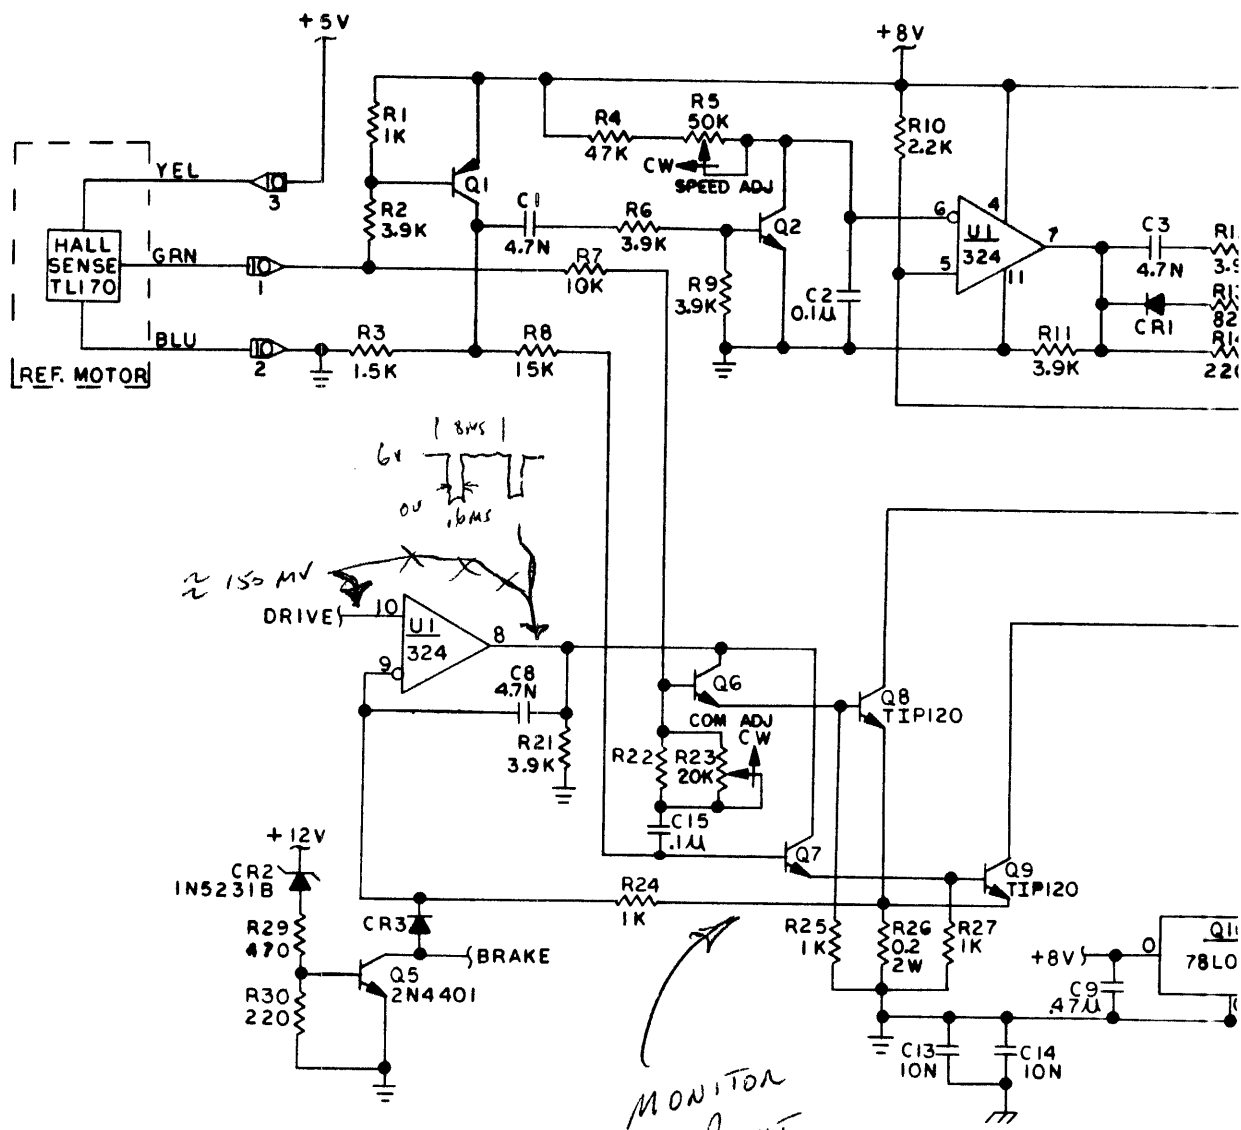 +5V
+8V
R1
1K
R4
47K
R5
50K
CW
SPEED ADJ
R10
2.2K
YEL
3
Q1
R2
3.9K
C1
4.7N
R6
3.9K
Q2
6
4
U1
324
7
5
11
C3
4.7N
HALL
SENSE
TL170
GRN
1
R7
10K
R9
3.9K
C2
0.1μ
CR1
R13
82
BLU
2
R3
1.5K
R8
15K
R11
3.9K
R14
220
REF. MOTOR
8MS
6V
0V
.6MS
≈ 150 MV
DRIVE
10
U1
324
8
9
C8
4.7N
Q6
Q8
TIP120
COM ADJ
CW
R21
3.9K
R22
R23
20K
C15
.1μ
Q7
Q9
TIP120
+12V
CR2
1N5231B
R24
1K
R29
470
CR3
BRAKE
R25
1K
R26
0.2
2W
R27
1K
+8V
O
78L0
Q5
2N4401
C9
.47μ
R30
220
C13
10N
C14
10N
MONITOR